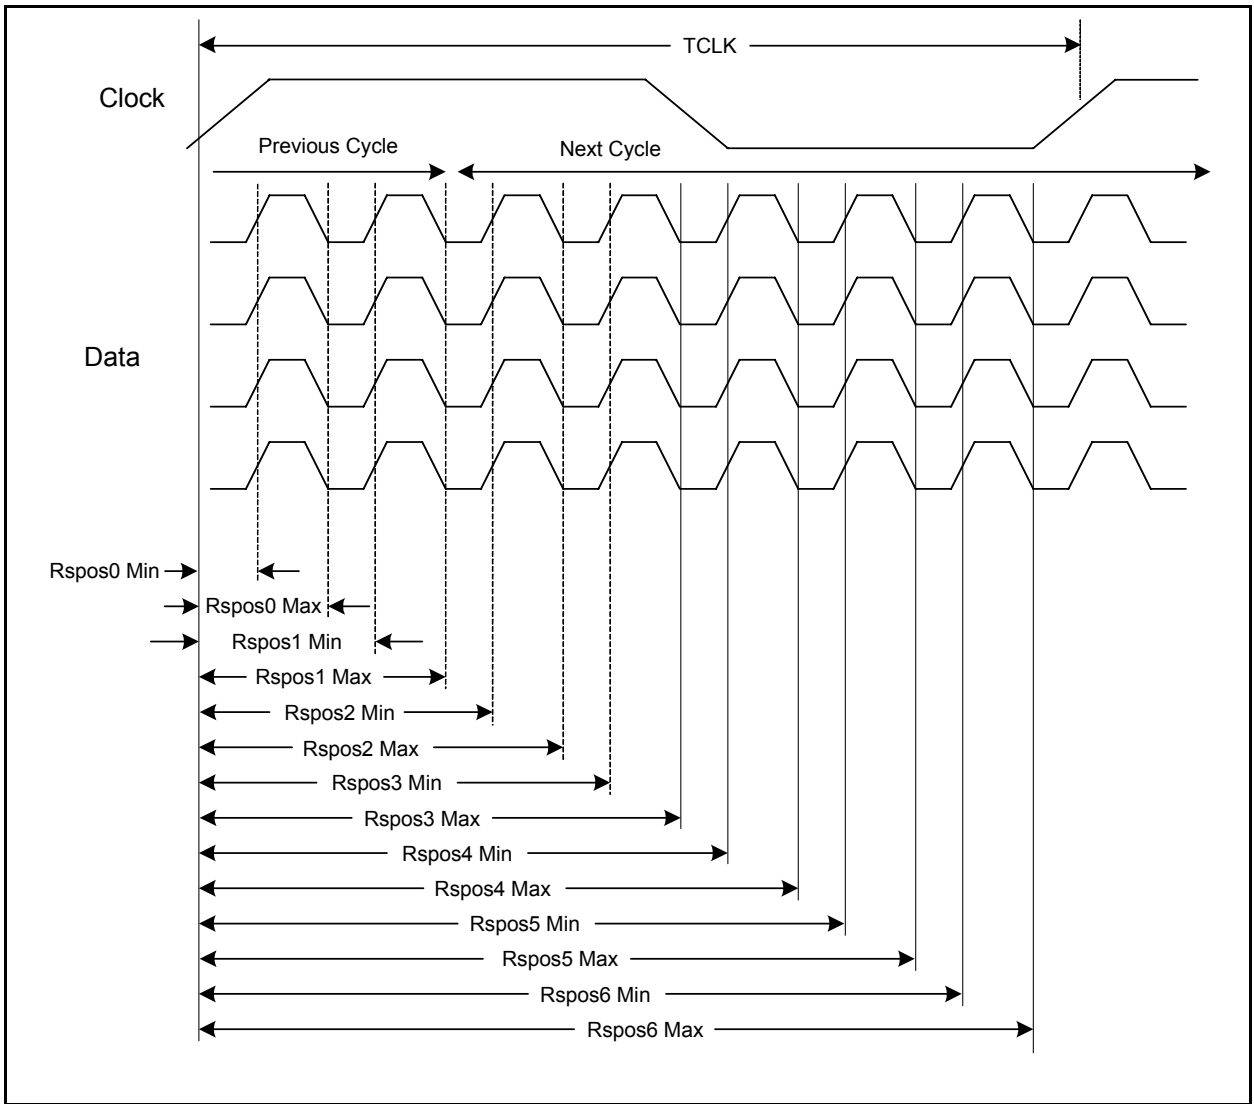 TCLK
Clock
Previous Cycle
Next Cycle
Data
Rspos0 Min
Rspos0 Max
Rspos1 Min
Rspos1 Max
Rspos2 Min
Rspos2 Max
Rspos3 Min
Rspos3 Max
Rspos4 Min
Rspos4 Max
Rspos5 Min
Rspos5 Max
Rspos6 Min
Rspos6 Max